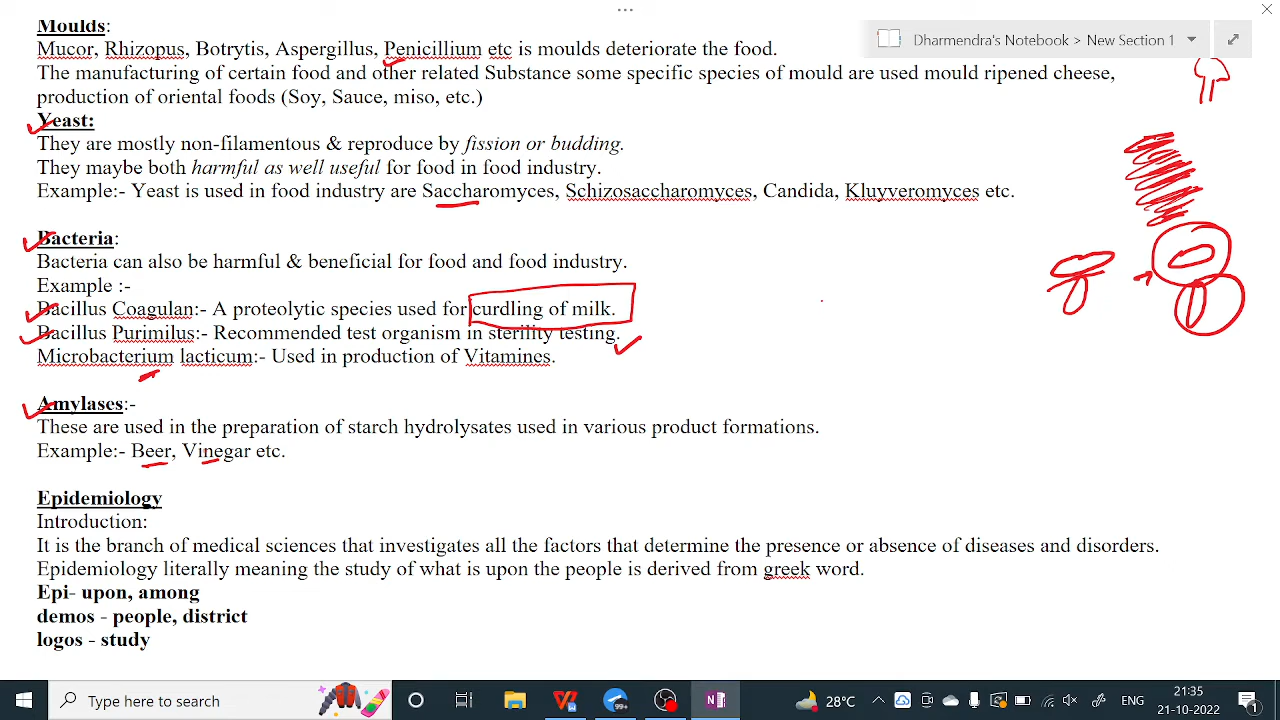 Dharmendra's Notebook > New Section 1
Moulds:
Mucor, Rhizopus, Botrytis, Aspergillus, Penicillium etc is moulds deteriorate the food.
The manufacturing of certain food and other related Substance some specific species of mould are used mould ripened cheese,
production of oriental foods (Soy, Sauce, miso, etc.)
Yeast:
They are mostly non-filamentous & reproduce by fission or budding.
They maybe both harmful as well useful for food in food industry.
Example:- Yeast is used in food industry are Saccharomyces, Schizosaccharomyces, Candida, Kluyveromyces etc.
Bacteria:
Bacteria can also be harmful & beneficial for food and food industry.
Example :-
Bacillus Coagulan:- A proteolytic species used for curdling of milk.
Bacillus Purimilus:- Recommended test organism in sterility testing.
Microbacterium lacticum:- Used in production of Vitamines.
Amylases:-
These are used in the preparation of starch hydrolysates used in various product formations.
Example:- Beer, Vinegar etc.
Epidemiology
Introduction:
It is the branch of medical sciences that investigates all the factors that determine the presence or absence of diseases and disorders.
Epidemiology literally meaning the study of what is upon the people is derived from greek word.
Epi- upon, among
demos - people, district
logos - study
Type here to search
99+
28°C
ENG
21:35
21-10-2022
1